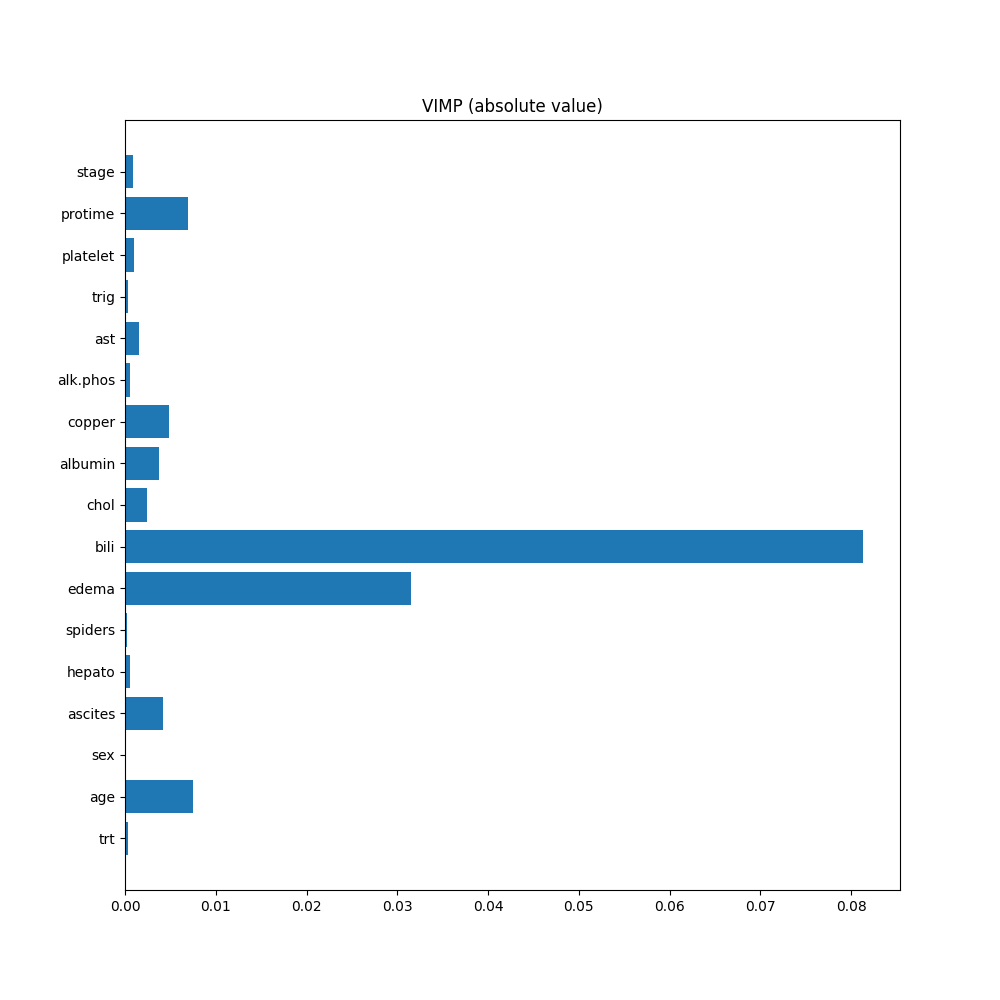 VIMP (absolute value)
stage
protime
platelet
trig
ast
alk.phos
copper
albumin
chol
bili
edema
spiders
hepato
ascites
sex
age
trt
0.00 0.01 0.02 0.03 0.04 0.05 0.06 0.07 0.08